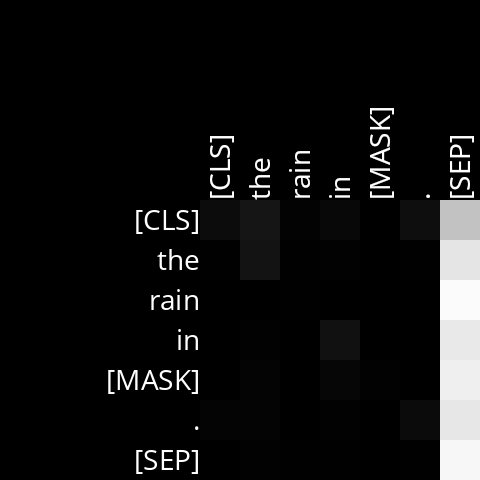 [CLS] the rain in [MASK] . [SEP]
[CLS]
the
rain
in
[MASK]
.
[SEP]